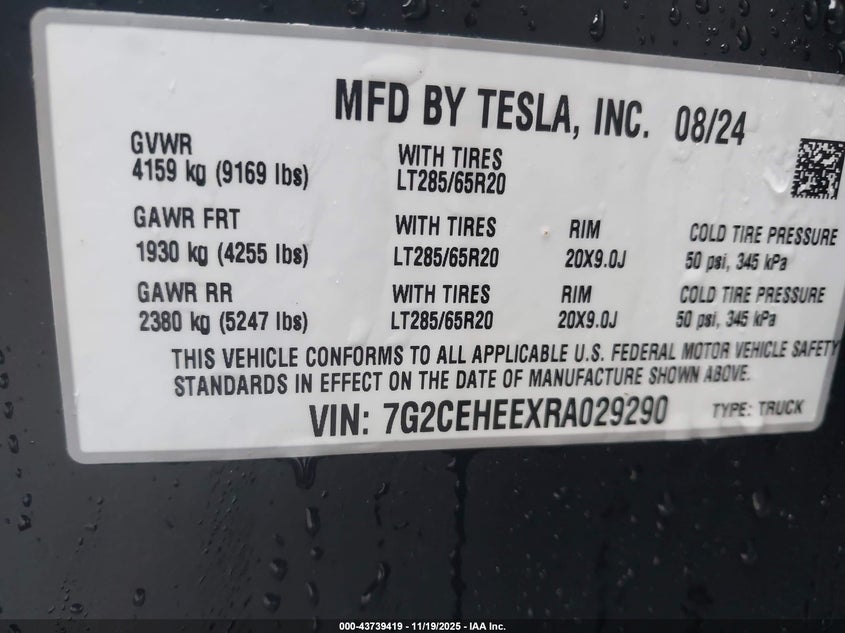 MFD BY TESLA, INC. 08/24
GVWR
4159 kg (9169 lbs)
WITH TIRES
LT285/65R20
GAWR FRT
1930 kg (4255 lbs)
WITH TIRES
LT285/65R20
RIM
20X9.0J
COLD TIRE PRESSURE
50 psi, 345 kPa
GAWR RR
2380 kg (5247 lbs)
WITH TIRES
LT285/65R20
RIM
20X9.0J
COLD TIRE PRESSURE
50 psi, 345 kPa
THIS VEHICLE CONFORMS TO ALL APPLICABLE U.S. FEDERAL MOTOR VEHICLE SAFETY
STANDARDS IN EFFECT ON THE DATE OF MANUFACTURE SHOWN ABOVE.
VIN: 7G2CEHEEXRA029290 TYPE: TRUCK
000-43739419 - 11/19/2025 - IAA Inc.